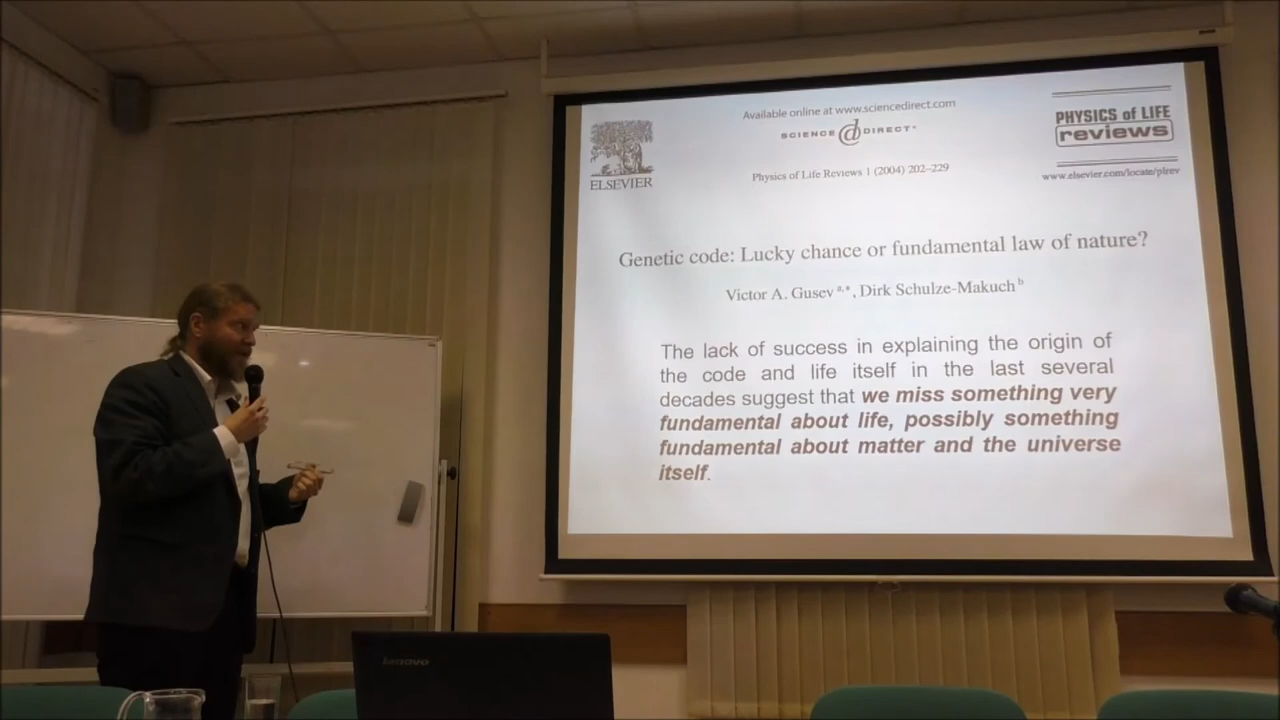 Available online at www.sciencedirect.com
SCIENCE DIRECT®
ELSEVIER
PHYSICS of LIFE
reviews
Physics of Life Reviews 1 (2004) 202–229
www.elsevier.com/locate/plrev
Genetic code: Lucky chance or fundamental law of nature?
Victor A. Gusev a,*, Dirk Schulze-Makuch b
The lack of success in explaining the origin of
the code and life itself in the last several
decades suggest that we miss something very
fundamental about life, possibly something
fundamental about matter and the universe
itself.
Lenovo